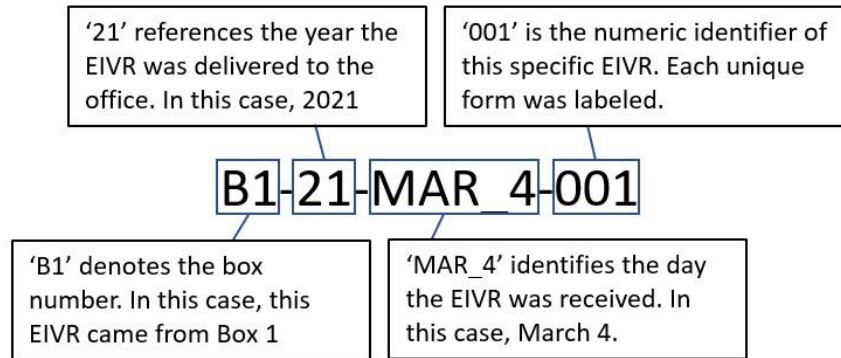 ‘21’ references the year the
EIVR was delivered to the
office. In this case, 2021
‘001’ is the numeric identifier of
this specific EIVR. Each unique
form was labeled.
B1-21-MAR_4-001
‘B1’ denotes the box
number. In this case, this
EIVR came from Box 1
‘MAR_4’ identifies the day
the EIVR was received. In
this case, March 4.